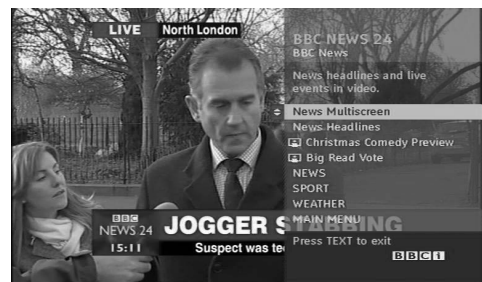 LIVE North London
BBC NEWS 24
BBC News
News headlines and live
events in video.
News Multiscreen
News Headlines
Christmas Comedy Preview
Big Read Vote
NEWS
SPORT
WEATHER
MAIN MENU
Press TEXT to exit
BBCi
BBC
NEWS 24
15:11
JOGGER STABBING
Suspect was